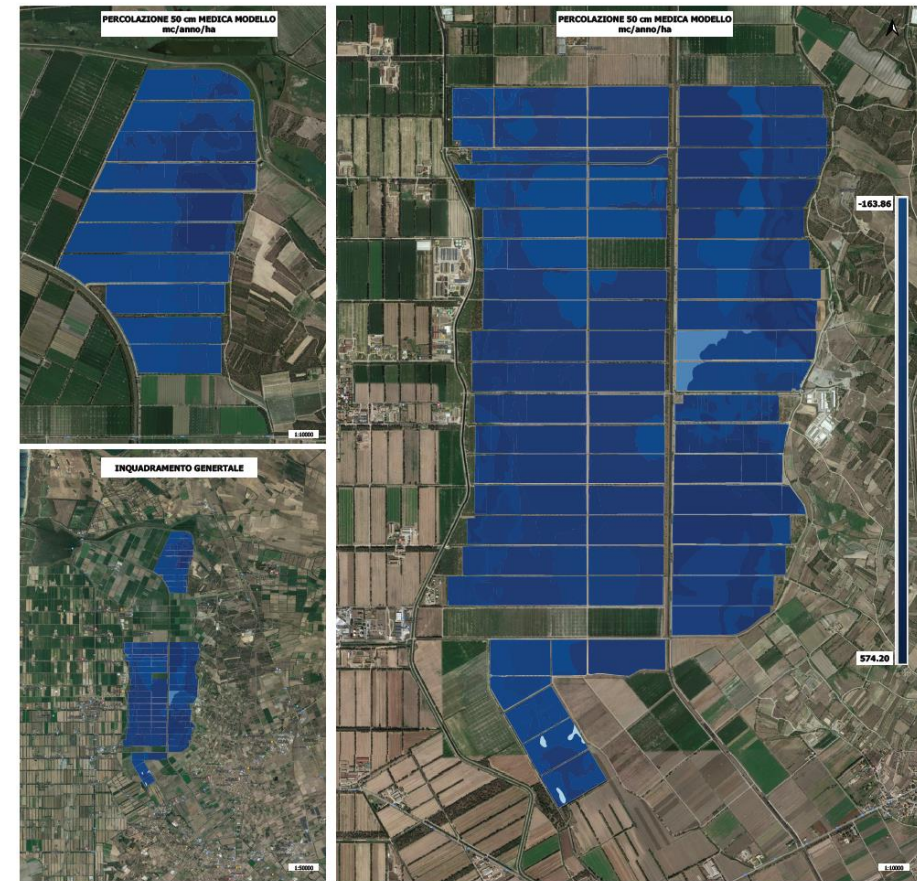 PERCOLAZIONE 50 cm MEDICA MODELLO
mc/anno/ha
1:10000
INQUADRAMENTO GENERTALE
1:50000
PERCOLAZIONE 50 cm MEDICA MODELLO
mc/anno/ha
-163.86
574.20
1:10000